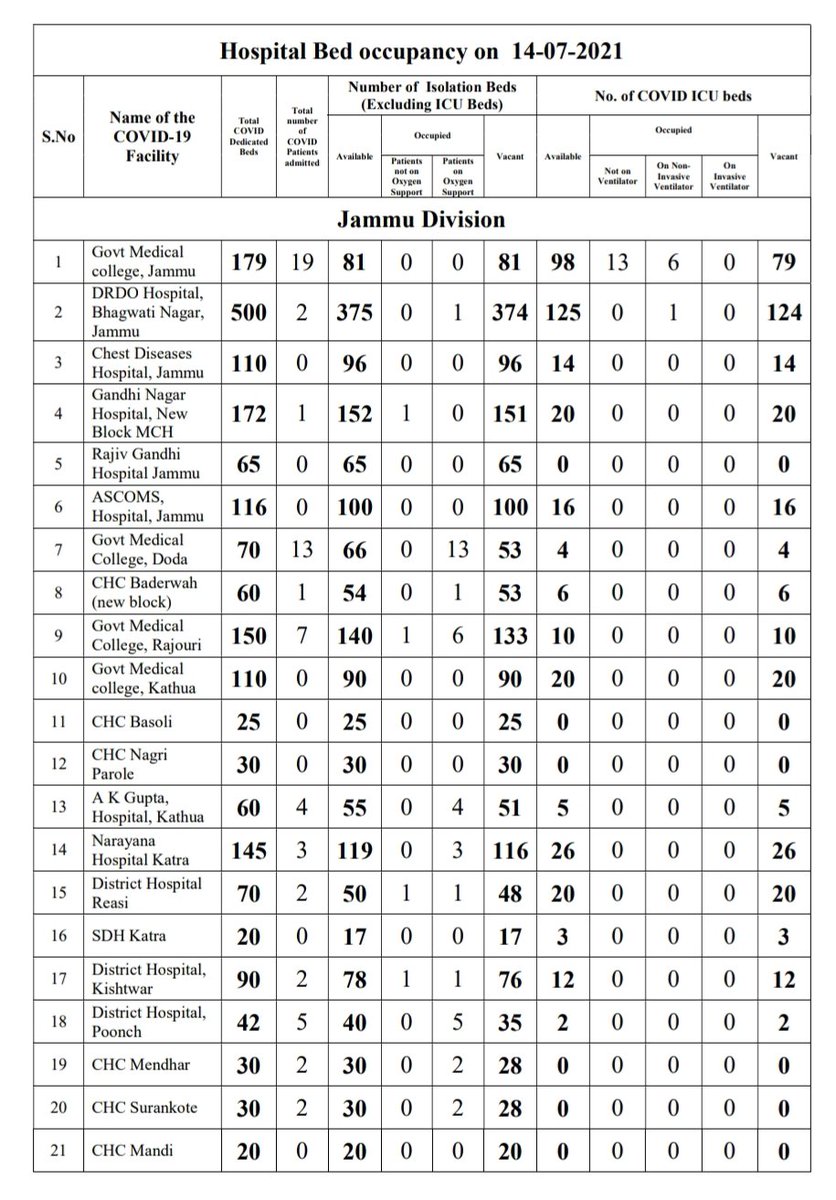 Hospital Bed occupancy on 14-07-2021
S.No
Name of the
COVID-19
Facility
Total
COVID
Dedicated
Beds
Total
number
of
COVID
Patients
admitted
Number of Isolation Beds
(Excluding ICU Beds)
No. of COVID ICU beds
Available
Occupied
Patients
not on
Oxygen
Support
Patients
on
Oxygen
Support
Vacant
Available
Occupied
Not on
Ventilator
On Non-
Invasive
Ventilator
On
Invasive
Ventilator
Vacant
Jammu Division
1 Govt Medical
college, Jammu 179 19 81 0 0 81 98 13 6 0 79
2 DRDO Hospital,
Bhagwati Nagar,
Jammu 500 2 375 0 1 374 125 0 1 0 124
3 Chest Diseases
Hospital, Jammu 110 0 96 0 0 96 14 0 0 0 14
4 Gandhi Nagar
Hospital, New
Block MCH 172 1 152 1 0 151 20 0 0 0 20
5 Rajiv Gandhi
Hospital Jammu 65 0 65 0 0 65 0 0 0 0 0
6 ASCOMS,
Hospital, Jammu 116 0 100 0 0 100 16 0 0 0 16
7 Govt Medical
College, Doda 70 13 66 0 13 53 4 0 0 0 4
8 CHC Baderwah
(new block) 60 1 54 0 1 53 6 0 0 0 6
9 Govt Medical
College, Rajouri 150 7 140 1 6 133 10 0 0 0 10
10 Govt Medical
college, Kathua 110 0 90 0 0 90 20 0 0 0 20
11 CHC Basoli 25 0 25 0 0 25 0 0 0 0 0
12 CHC Nagri
Parole 30 0 30 0 0 30 0 0 0 0 0
13 A K Gupta,
Hospital, Kathua 60 4 55 0 4 51 5 0 0 0 5
14 Narayana
Hospital Katra 145 3 119 0 3 116 26 0 0 0 26
15 District Hospital
Reasi 70 2 50 1 1 48 20 0 0 0 20
16 SDH Katra 20 0 17 0 0 17 3 0 0 0 3
17 District Hospital,
Kishtwar 90 2 78 1 1 76 12 0 0 0 12
18 District Hospital,
Poonch 42 5 40 0 5 35 2 0 0 0 2
19 CHC Mendhar 30 2 30 0 2 28 0 0 0 0 0
20 CHC Surankote 30 2 30 0 2 28 0 0 0 0 0
21 CHC Mandi 20 0 20 0 0 20 0 0 0 0 0